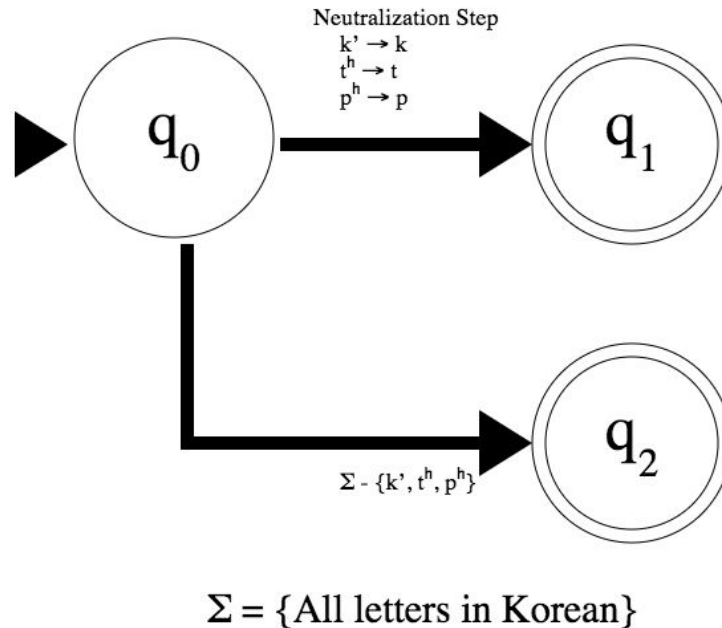 Neutralization Step
k’ → k
tʰ → t
pʰ → p
q₀
q₁
q₂
Σ - {k’, tʰ, pʰ}
Σ = {All letters in Korean}